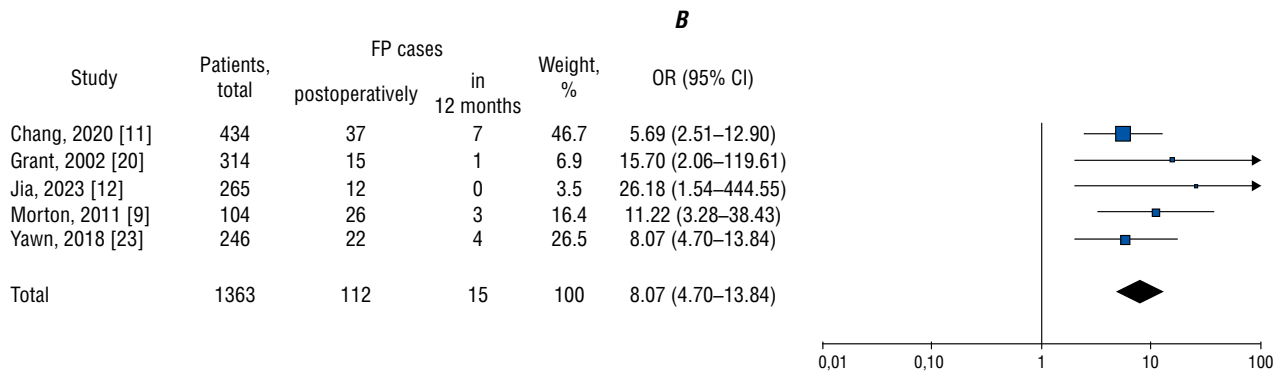 B
Study Patients, total FP cases postoperatively in 12 months Weight, % OR (95% CI)
Chang, 2020 [11] 434 37 7 46.7 5.69 (2.51–12.90)
Grant, 2002 [20] 314 15 1 6.9 15.70 (2.06–119.61)
Jia, 2023 [12] 265 12 0 3.5 26.18 (1.54–444.55)
Morton, 2011 [9] 104 26 3 16.4 11.22 (3.28–38.43)
Yawn, 2018 [23] 246 22 4 26.5 8.07 (4.70–13.84)
Total 1363 112 15 100 8.07 (4.70–13.84)
0,01 0,10 1 10 100